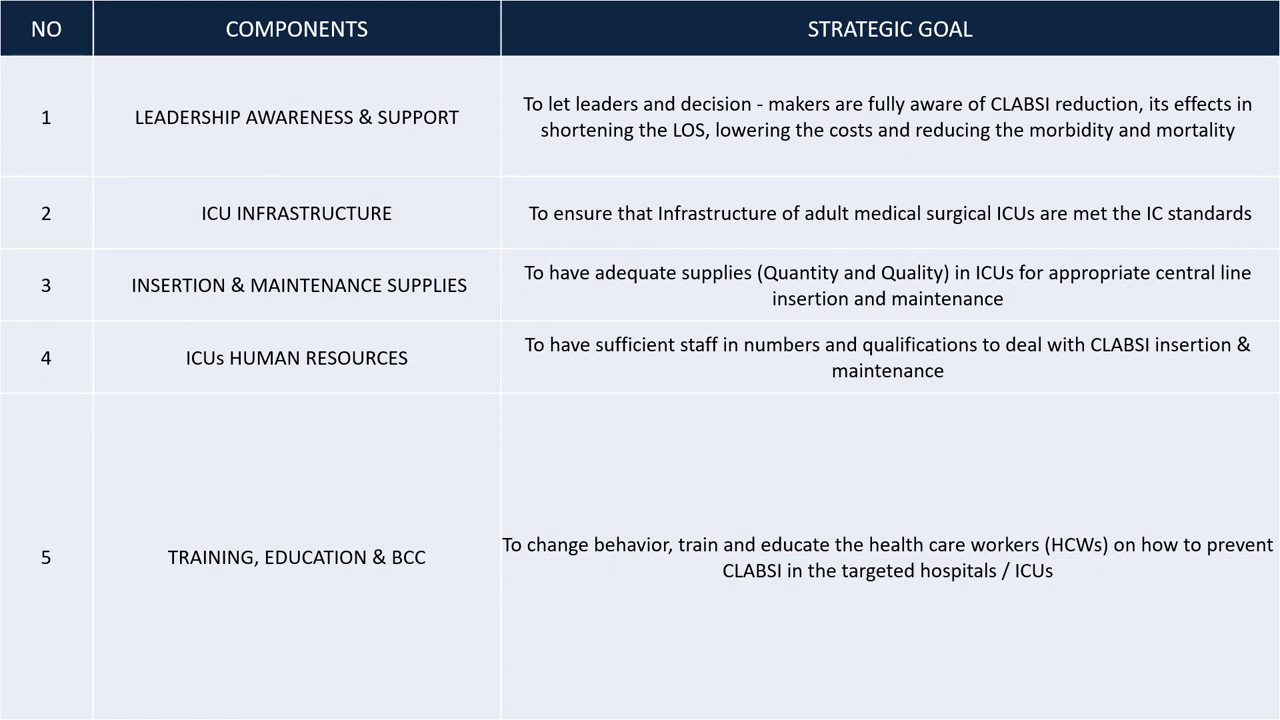 NO COMPONENTS STRATEGIC GOAL
1 LEADERSHIP AWARENESS & SUPPORT
To let leaders and decision - makers are fully aware of CLABSI reduction, its effects in
shortening the LOS, lowering the costs and reducing the morbidity and mortality
2 ICU INFRASTRUCTURE
To ensure that Infrastructure of adult medical surgical ICUs are met the IC standards
3 INSERTION & MAINTENANCE SUPPLIES
To have adequate supplies (Quantity and Quality) in ICUs for appropriate central line
insertion and maintenance
4 ICUs HUMAN RESOURCES
To have sufficient staff in numbers and qualifications to deal with CLABSI insertion &
maintenance
5 TRAINING, EDUCATION & BCC
To change behavior, train and educate the health care workers (HCWs) on how to prevent
CLABSI in the targeted hospitals / ICUs